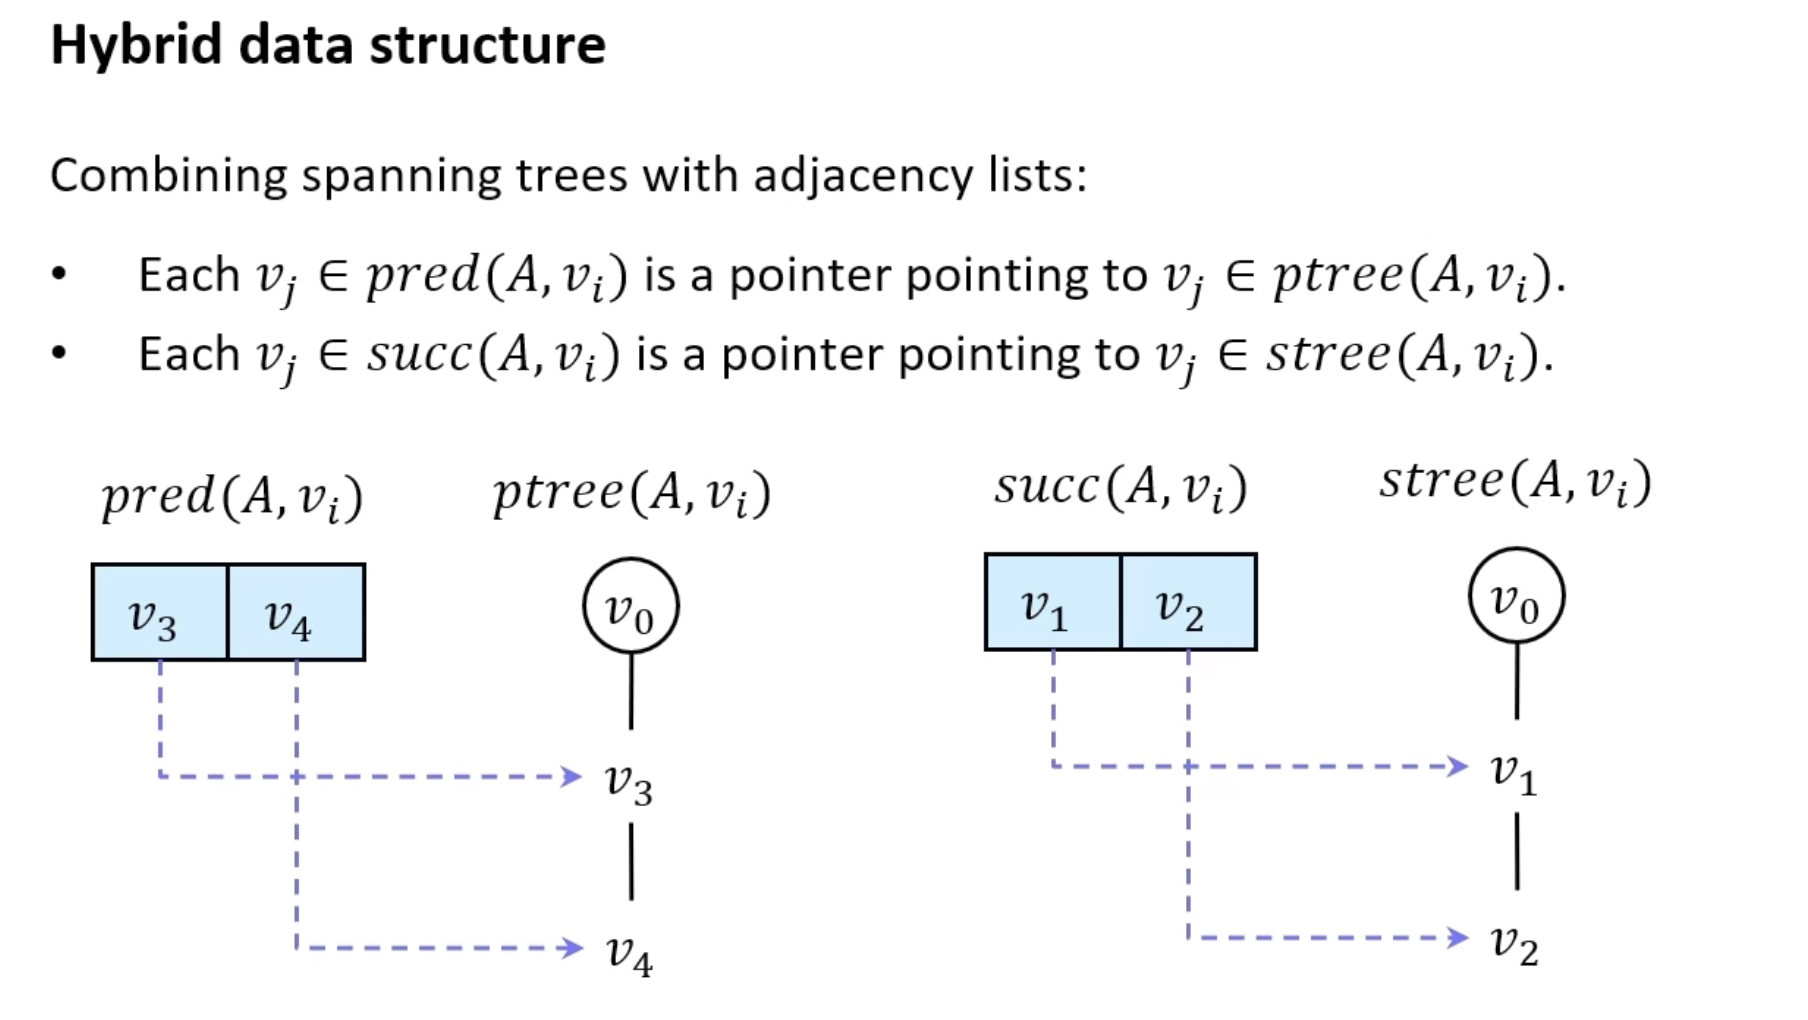 Hybrid data structure
Combining spanning trees with adjacency lists:
• Each v_j ∈ pred(A, v_i) is a pointer pointing to v_j ∈ ptree(A, v_i).
• Each v_j ∈ succ(A, v_i) is a pointer pointing to v_j ∈ stree(A, v_i).
pred(A, v_i) ptree(A, v_i) succ(A, v_i) stree(A, v_i)
v_3 v_4 v_0 v_1 v_2 v_0
v_3 v_1
v_4 v_2